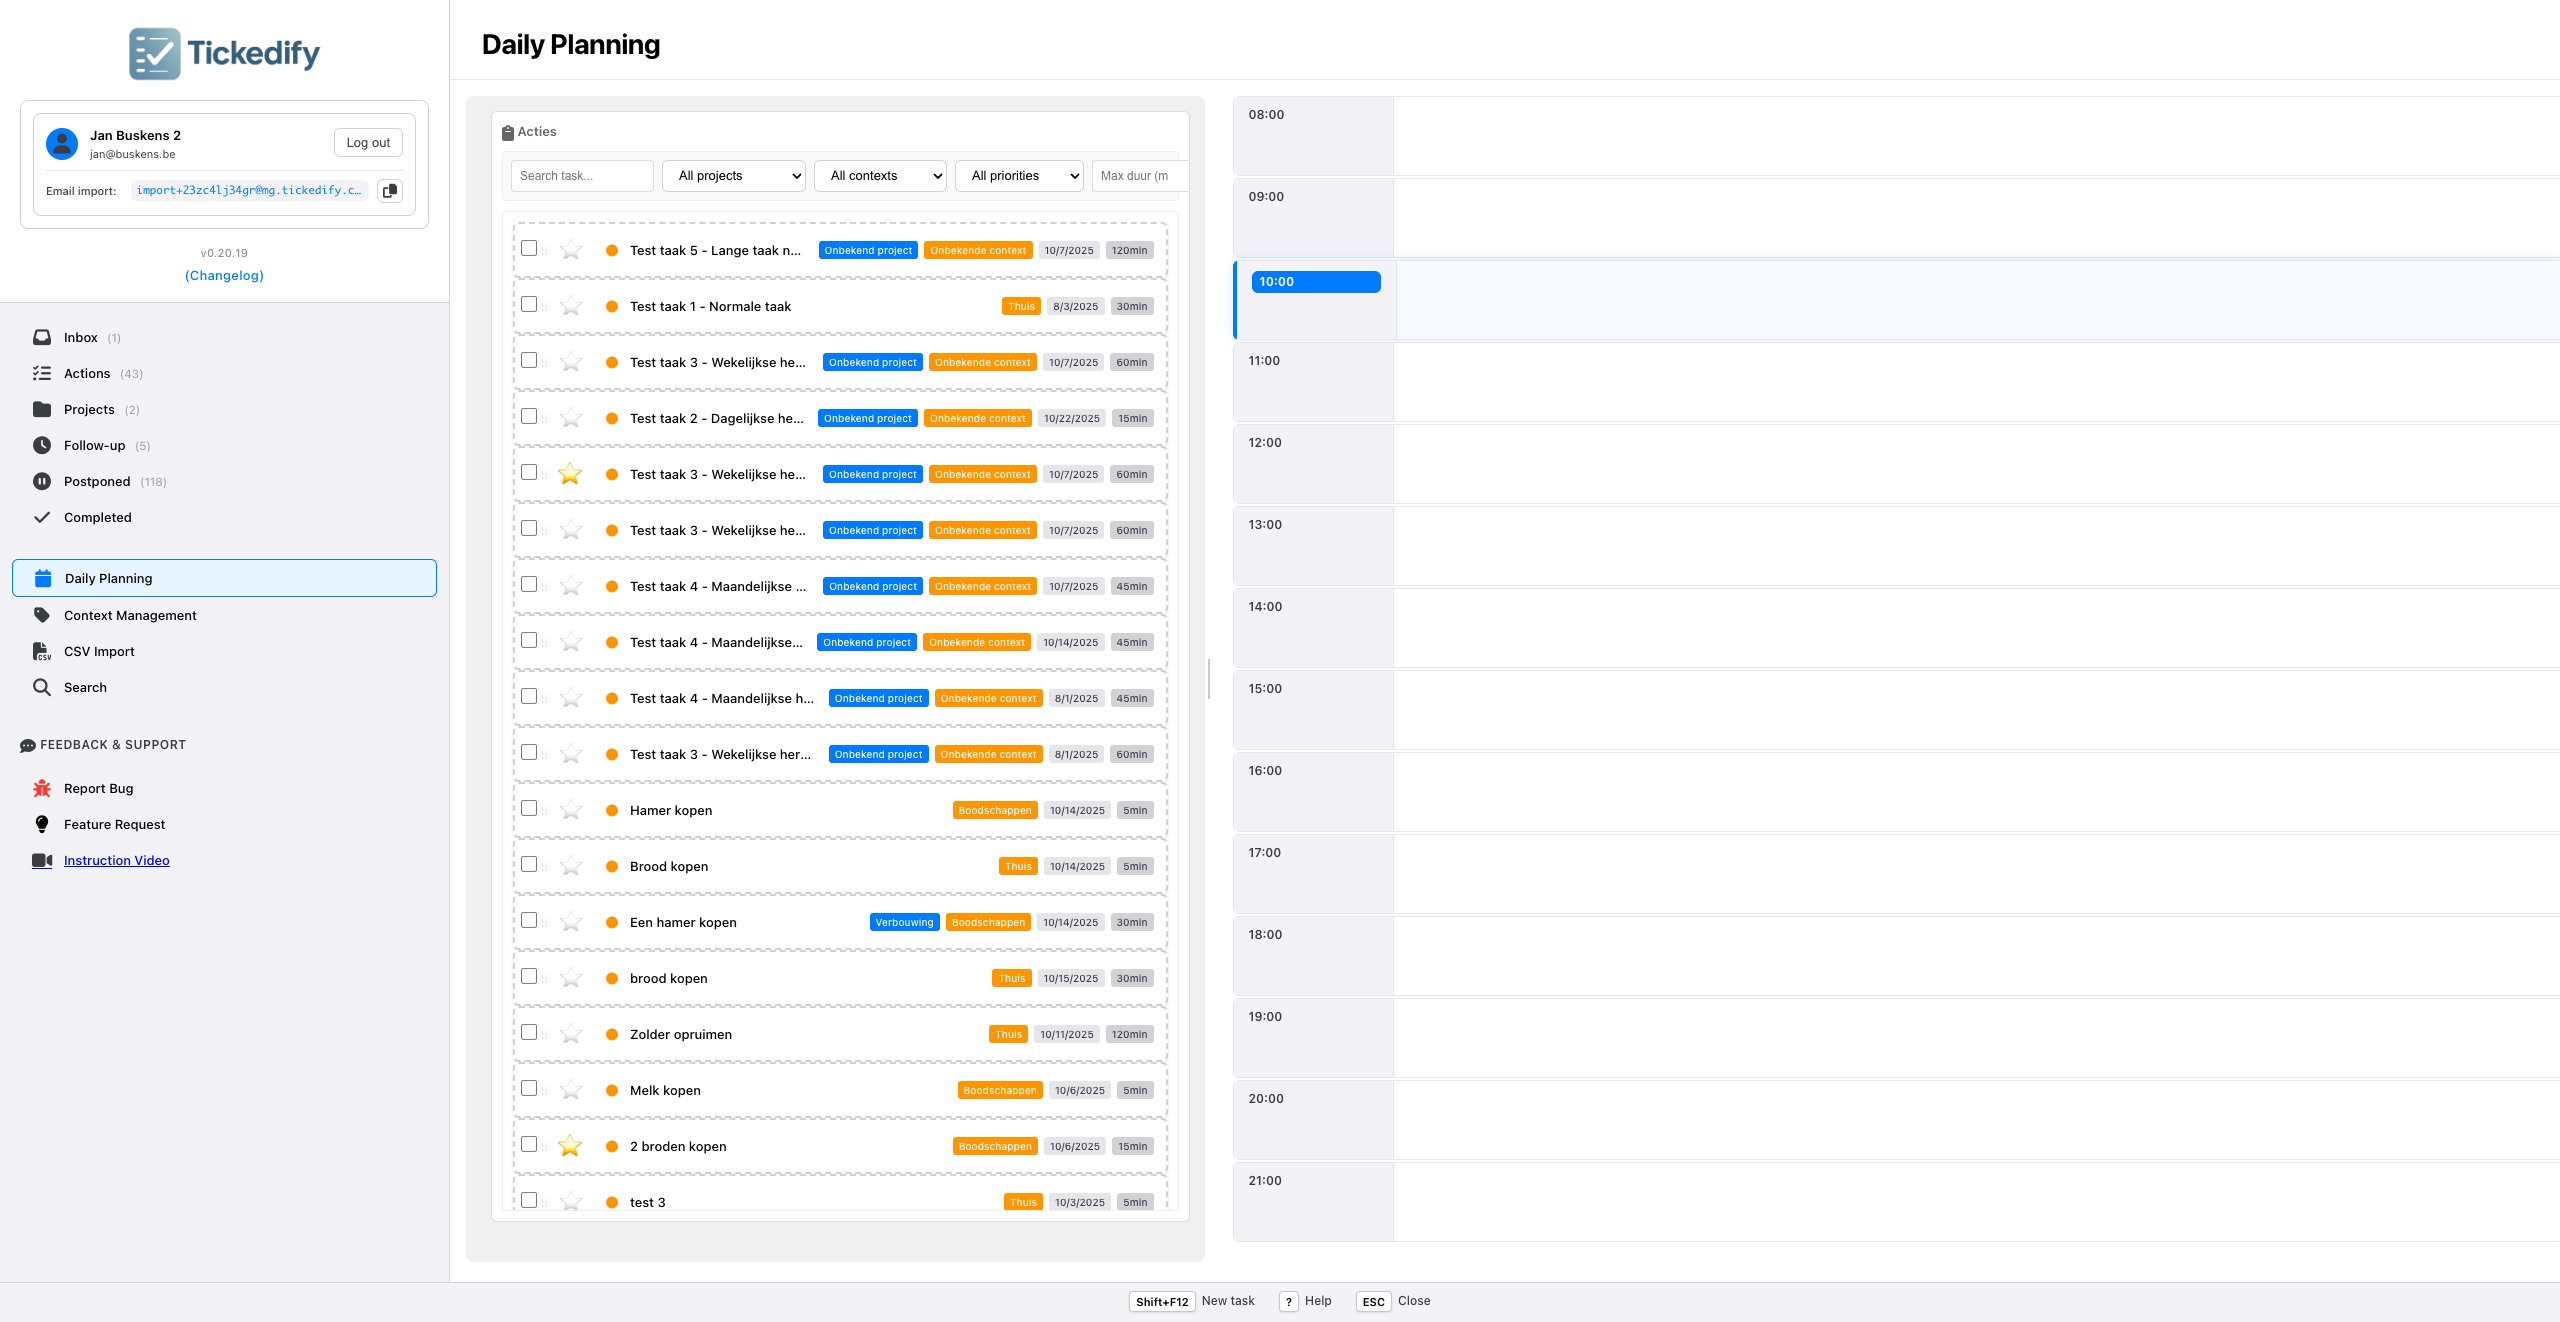 Tickedify
Jan Buskens 2
jan@buskens.be
Log out
Email import:
import+23zc4lj34gr@mg.tickedify.c…
v0.20.19
(Changelog)
Inbox (1)
Actions (43)
Projects (2)
Follow-up (5)
Postponed (118)
Completed
Daily Planning
Context Management
CSV Import
Search
FEEDBACK & SUPPORT
Report Bug
Feature Request
Instruction Video
Daily Planning
Acties
Search task... All projects All contexts All priorities Max duur (m
Test taak 5 - Lange taak n... Onbekend project Onbekende context 10/7/2025 120min
Test taak 1 - Normale taak Thuis 8/3/2025 30min
Test taak 3 - Wekelijkse he... Onbekend project Onbekende context 10/7/2025 60min
Test taak 2 - Dagelijkse he... Onbekend project Onbekende context 10/22/2025 15min
Test taak 3 - Wekelijkse he... Onbekend project Onbekende context 10/7/2025 60min
Test taak 3 - Wekelijkse he... Onbekend project Onbekende context 10/7/2025 60min
Test taak 4 - Maandelijkse ... Onbekend project Onbekende context 10/7/2025 45min
Test taak 4 - Maandelijkse... Onbekend project Onbekende context 10/14/2025 45min
Test taak 4 - Maandelijkse h... Onbekend project Onbekende context 8/1/2025 45min
Test taak 3 - Wekelijkse her... Onbekend project Onbekende context 8/1/2025 60min
Hamer kopen Boodschappen 10/14/2025 5min
Brood kopen Thuis 10/14/2025 5min
Een hamer kopen Verbouwing Boodschappen 10/14/2025 30min
brood kopen Thuis 10/15/2025 30min
Zolder opruimen Thuis 10/11/2025 120min
Melk kopen Boodschappen 10/6/2025 5min
2 broden kopen Boodschappen 10/6/2025 15min
test 3 Thuis 10/3/2025 5min
08:00
09:00
10:00
11:00
12:00
13:00
14:00
15:00
16:00
17:00
18:00
19:00
20:00
21:00
Shift+F12 New task ? Help ESC Close